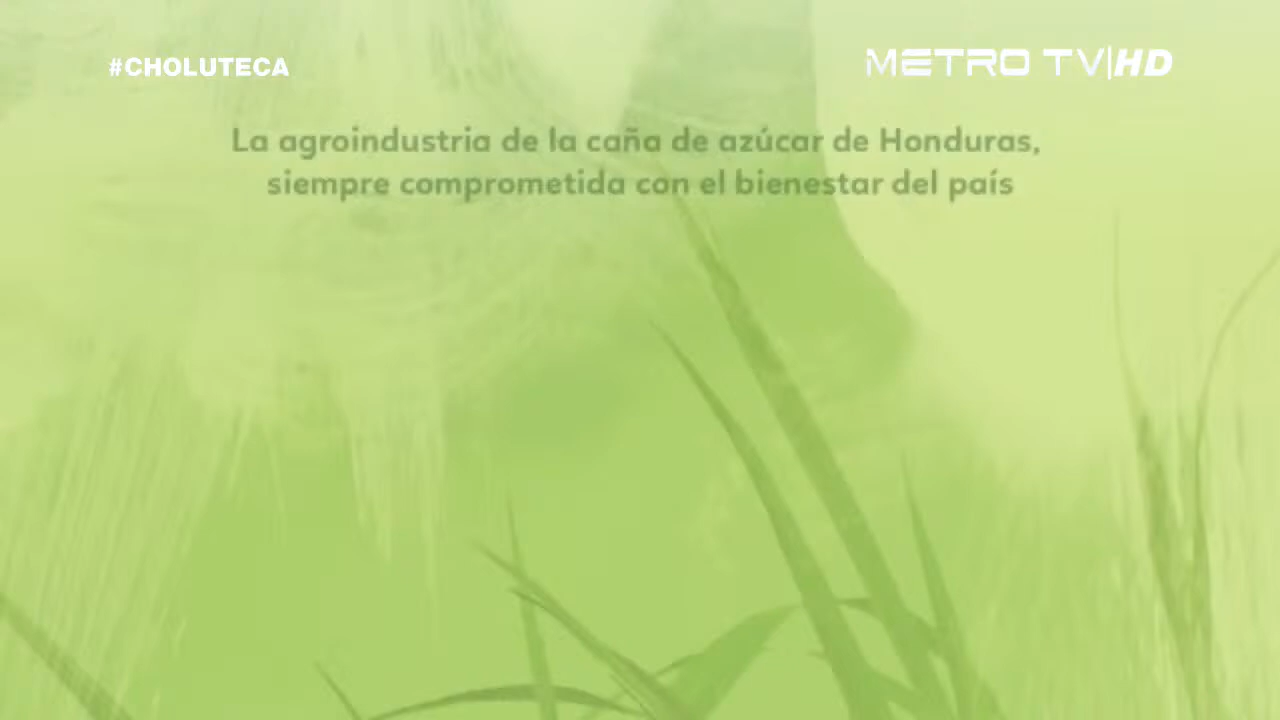 #CHOLUTECA
METRO TV|HD
La agroindustria de la caña de azúcar de Honduras,
siempre comprometida con el bienestar del país